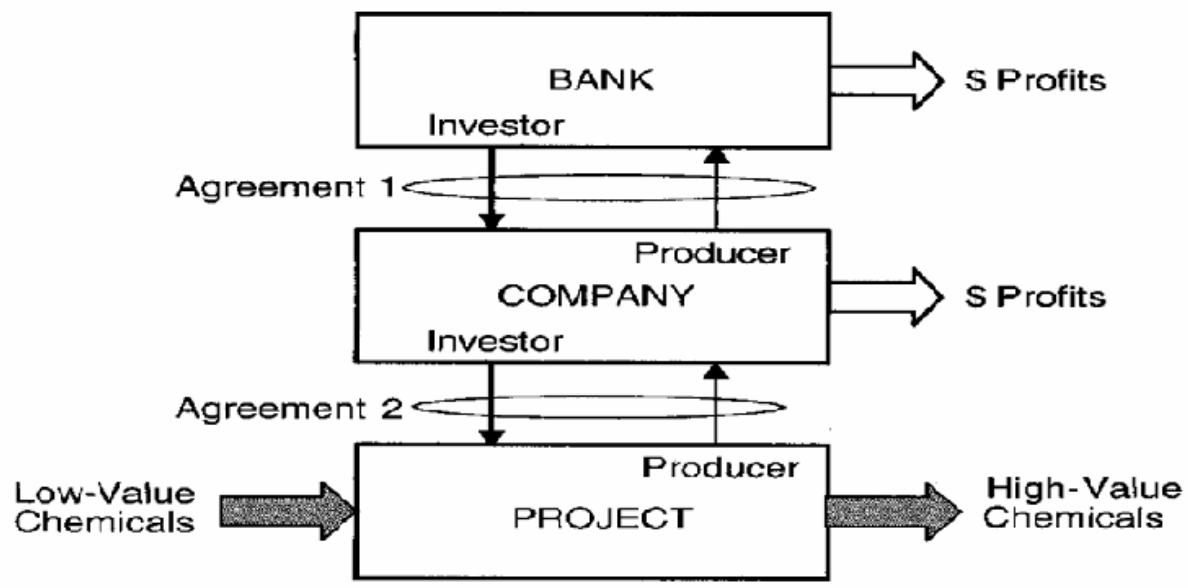 BANK
S Profits
Investor
Agreement 1
Producer
COMPANY
S Profits
Investor
Agreement 2
Producer
Low-Value
Chemicals
PROJECT
High-Value
Chemicals